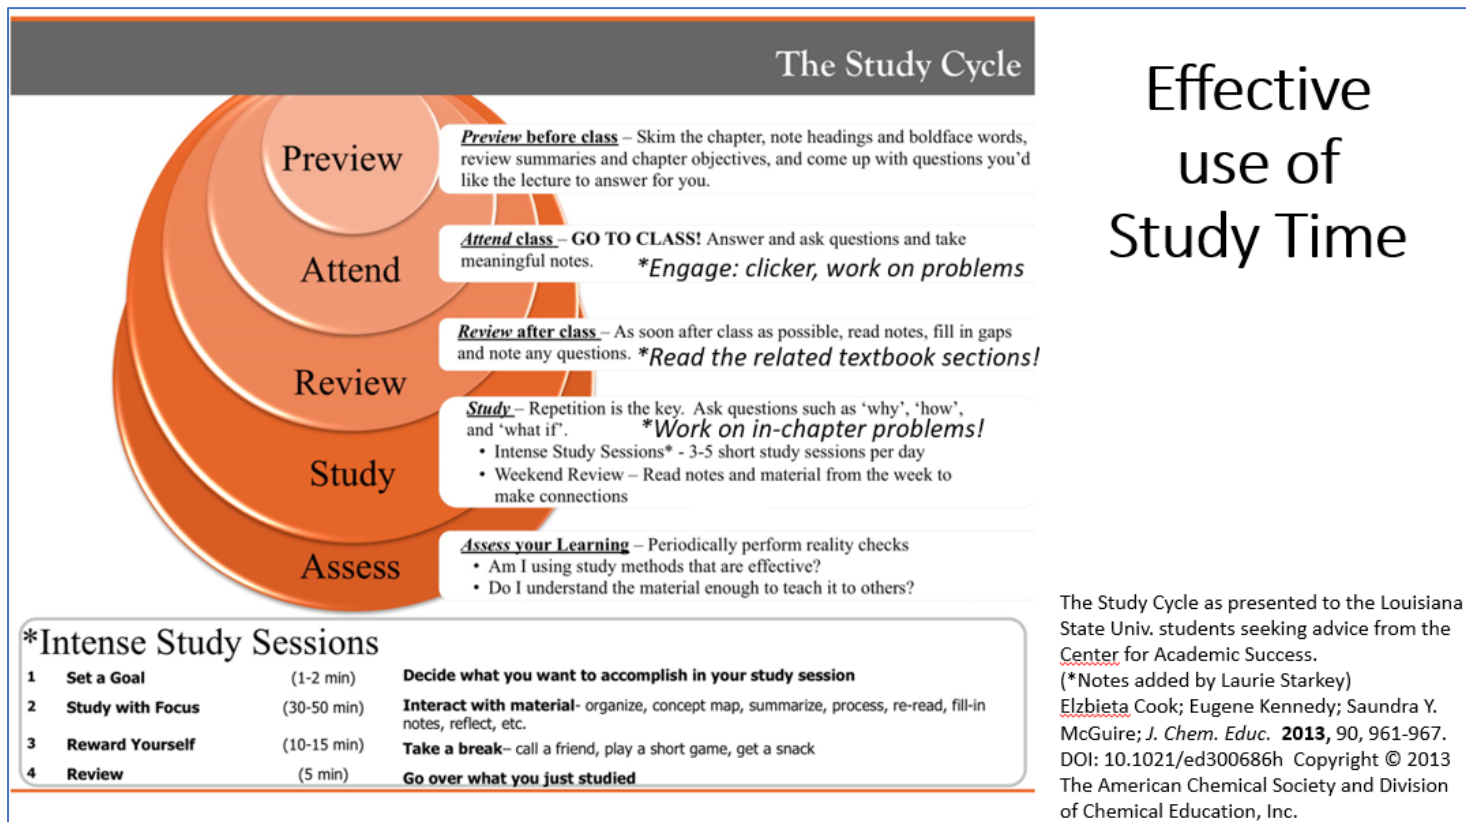 The Study Cycle
Effective
use of
Study Time
Preview
Preview before class – Skim the chapter, note headings and boldface words,
review summaries and chapter objectives, and come up with questions you'd
like the lecture to answer for you.
Attend
Attend class – GO TO CLASS! Answer and ask questions and take
meaningful notes. *Engage: clicker, work on problems
Review
Review after class – As soon after class as possible, read notes, fill in gaps
and note any questions. *Read the related textbook sections!
Study
Study – Repetition is the key. Ask questions such as 'why', 'how',
and 'what if'. *Work on in-chapter problems!
• Intense Study Sessions* - 3-5 short study sessions per day
• Weekend Review – Read notes and material from the week to
make connections
Assess
Assess your Learning – Periodically perform reality checks
• Am I using study methods that are effective?
• Do I understand the material enough to teach it to others?
*Intense Study Sessions
1 Set a Goal (1-2 min) Decide what you want to accomplish in your study session
2 Study with Focus (30-50 min) Interact with material- organize, concept map, summarize, process, re-read, fill-in
notes, reflect, etc.
3 Reward Yourself (10-15 min) Take a break– call a friend, play a short game, get a snack
4 Review (5 min) Go over what you just studied
The Study Cycle as presented to the Louisiana
State Univ. students seeking advice from the
Center for Academic Success.
(*Notes added by Laurie Starkey)
Elzbieta Cook; Eugene Kennedy; Saundra Y.
McGuire; J. Chem. Educ. 2013, 90, 961-967.
DOI: 10.1021/ed300686h Copyright © 2013
The American Chemical Society and Division
of Chemical Education, Inc.